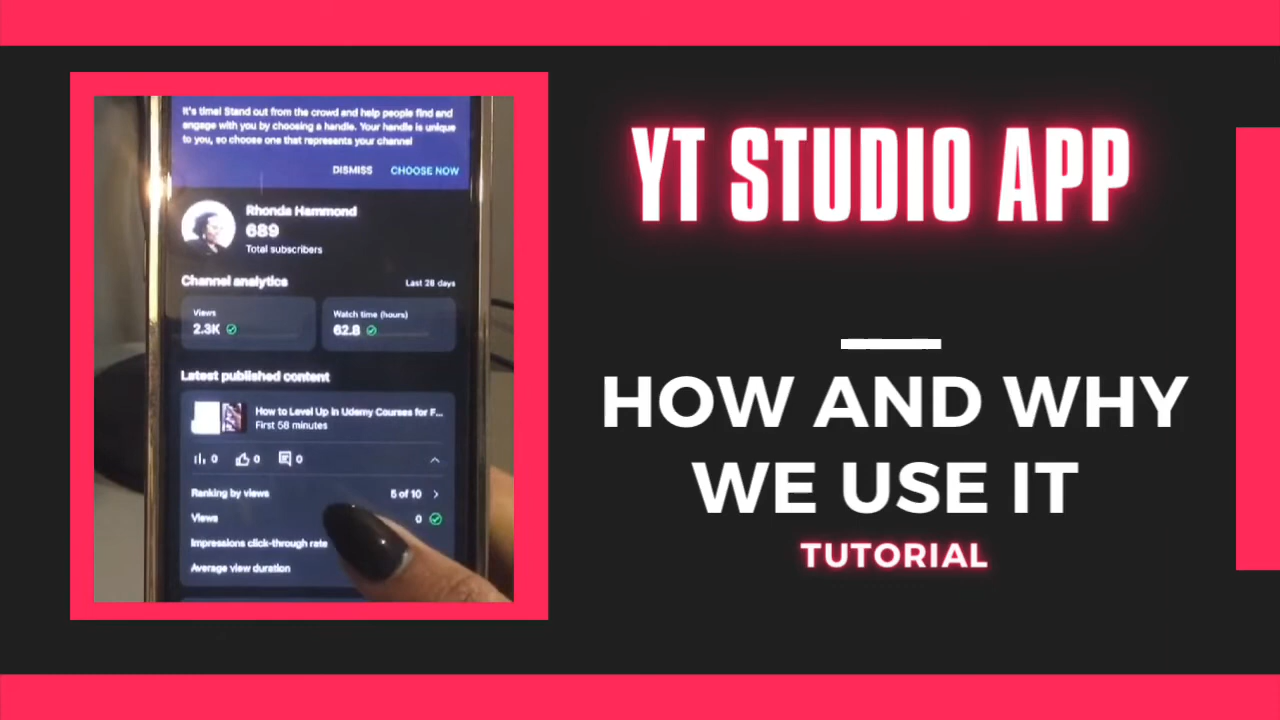 It's time! Stand out from the crowd and help people find and
engage with you by choosing a handle. Your handle is unique
to you, so choose one that represents your channel
DISMISS CHOOSE NOW
Rhonda Hammond
689
Total subscribers
Channel analytics Last 28 days
Views
2.3K
Watch time (hours)
62.8
Latest published content
How to Level Up in Udemy Courses for F...
First 58 minutes
0 0 0
Ranking by views 5 of 10
Views 0
Impressions click-through rate
Average view duration
YT STUDIO APP
HOW AND WHY
WE USE IT
TUTORIAL